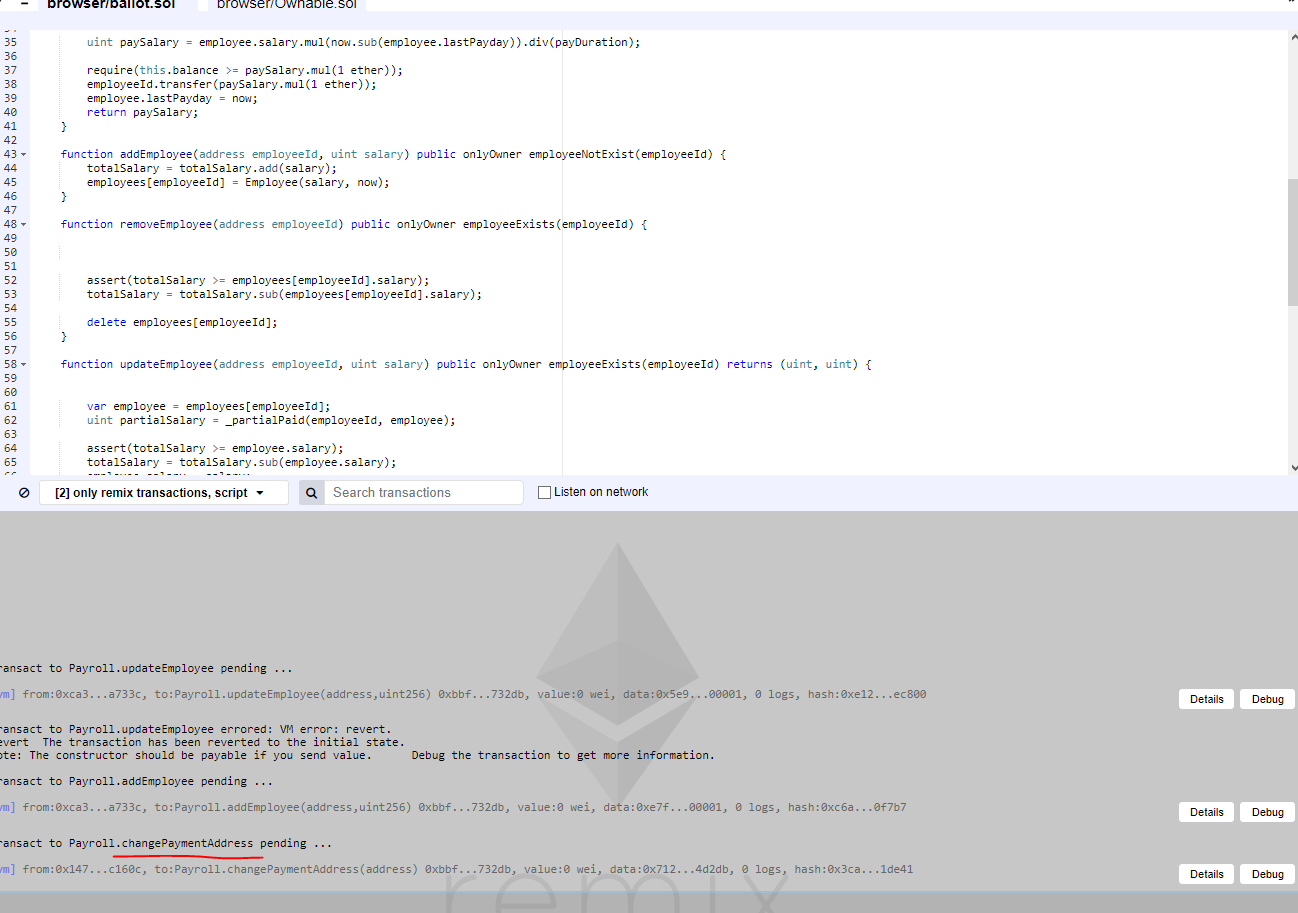 browser/ballot.sol browser/Ownable.sol
35 uint paySalary = employee.salary.mul(now.sub(employee.lastPayday)).div(payDuration);
36
37 require(this.balance >= paySalary.mul(1 ether));
38 employeeId.transfer(paySalary.mul(1 ether));
39 employee.lastPayday = now;
40 return paySalary;
41 }
42
43 function addEmployee(address employeeId, uint salary) public onlyOwner employeeNotExist(employeeId) {
44 totalSalary = totalSalary.add(salary);
45 employees[employeeId] = Employee(salary, now);
46 }
47
48 function removeEmployee(address employeeId) public onlyOwner employeeExists(employeeId) {
49
50
51
52 assert(totalSalary >= employees[employeeId].salary);
53 totalSalary = totalSalary.sub(employees[employeeId].salary);
54
55 delete employees[employeeId];
56 }
57
58 function updateEmployee(address employeeId, uint salary) public onlyOwner employeeExists(employeeId) returns (uint, uint) {
59
60
61 var employee = employees[employeeId];
62 uint partialSalary = _partialPaid(employeeId, employee);
63
64 assert(totalSalary >= employee.salary);
65 totalSalary = totalSalary.sub(employee.salary);
[2] only remix transactions, script Search transactions Listen on network
ransact to Payroll.updateEmployee pending ...
vm] from:0xca3...a733c, to:Payroll.updateEmployee(address,uint256) 0xbbf...732db, value:0 wei, data:0x5e9...00001, 0 logs, hash:0xe12...ec800
Details Debug
ransact to Payroll.updateEmployee errored: VM error: revert.
evert The transaction has been reverted to the initial state.
ote: The constructor should be payable if you send value. Debug the transaction to get more information.
ransact to Payroll.addEmployee pending ...
vm] from:0xca3...a733c, to:Payroll.addEmployee(address,uint256) 0xbbf...732db, value:0 wei, data:0xe7f...00001, 0 logs, hash:0xc6a...0f7b7
Details Debug
ransact to Payroll.changePaymentAddress pending ...
vm] from:0x147...c160c, to:Payroll.changePaymentAddress(address) 0xbbf...732db, value:0 wei, data:0x712...4d2db, 0 logs, hash:0x3ca...1de41
Details Debug
remix